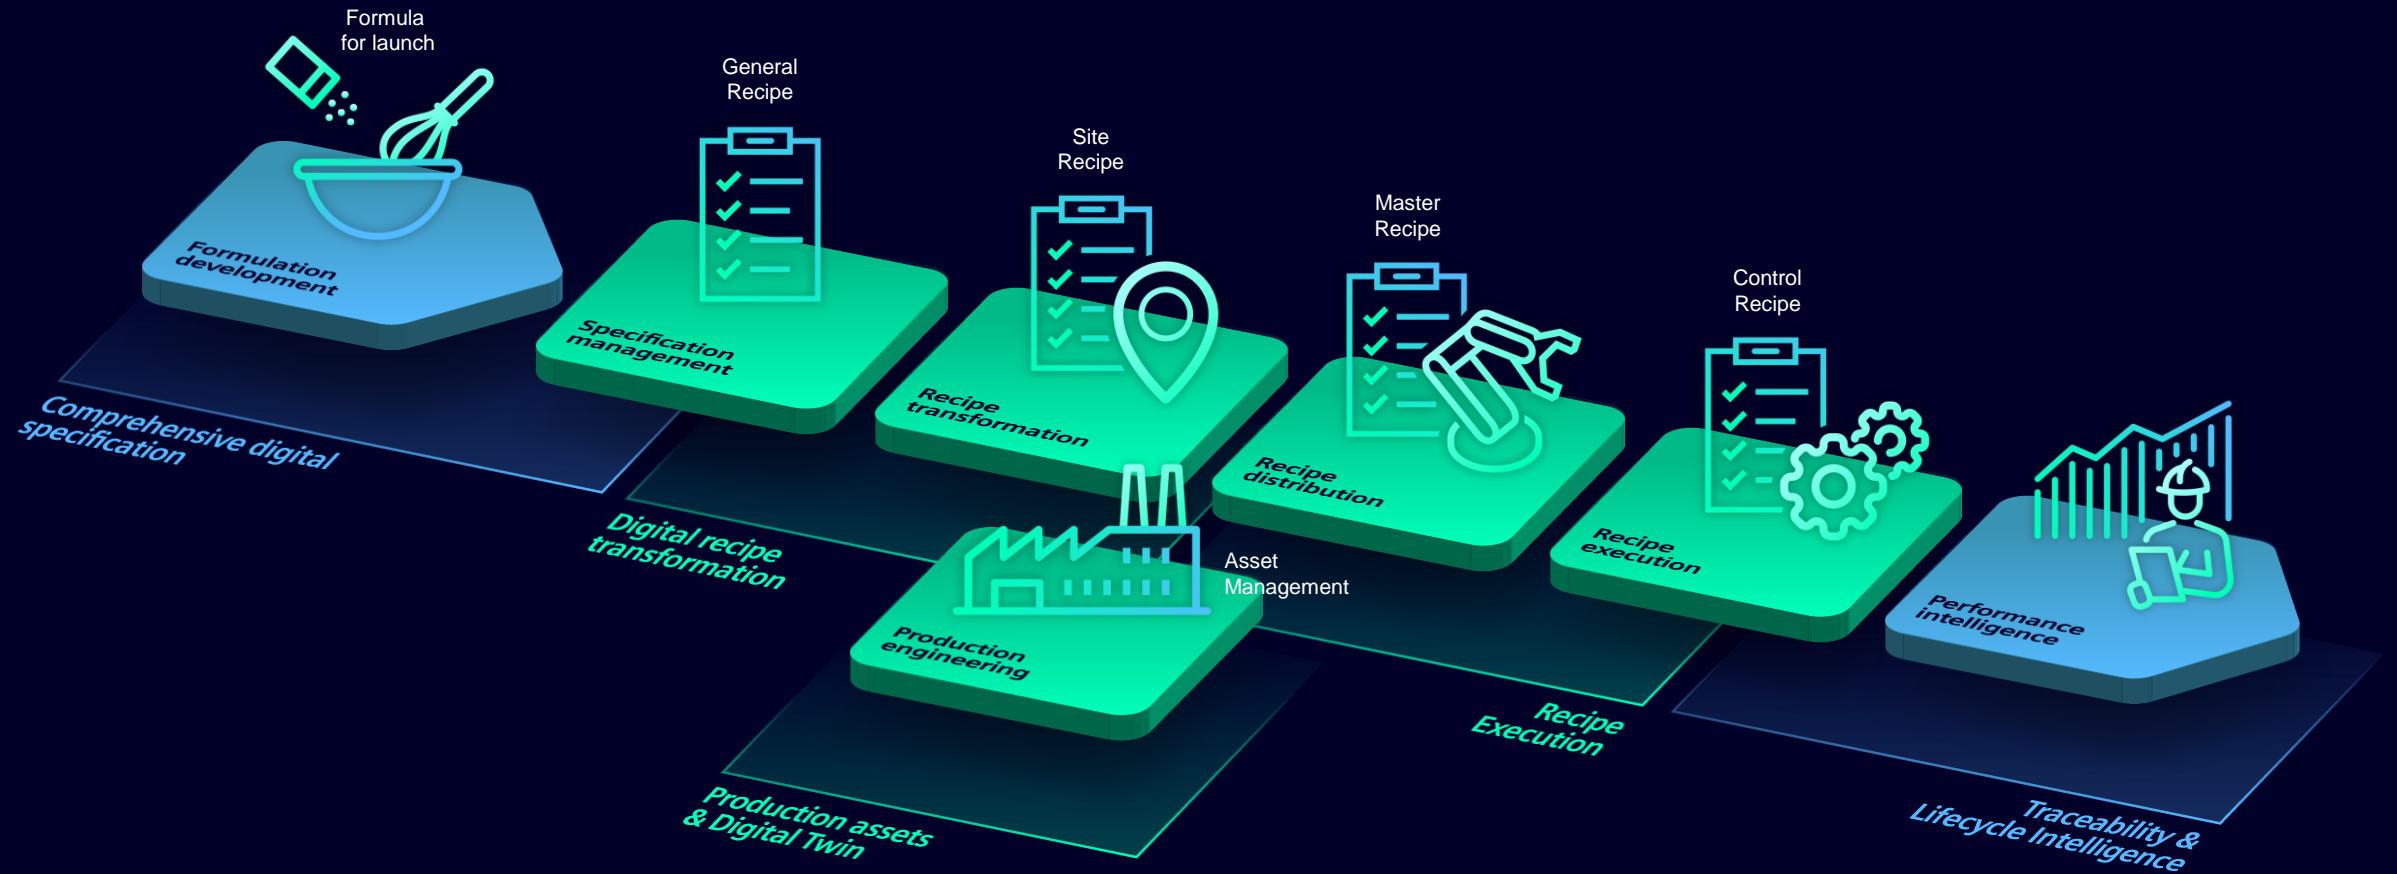 Formula
for launch
Formulation
development
Comprehensive digital
specification
General
Recipe
Specification
management
Site
Recipe
Recipe
transformation
Digital recipe
transformation
Master
Recipe
Recipe
distribution
Asset
Management
Production
engineering
Production assets
& Digital Twin
Control
Recipe
Recipe
execution
Recipe
Execution
Performance
intelligence
Traceability &
Lifecycle Intelligence